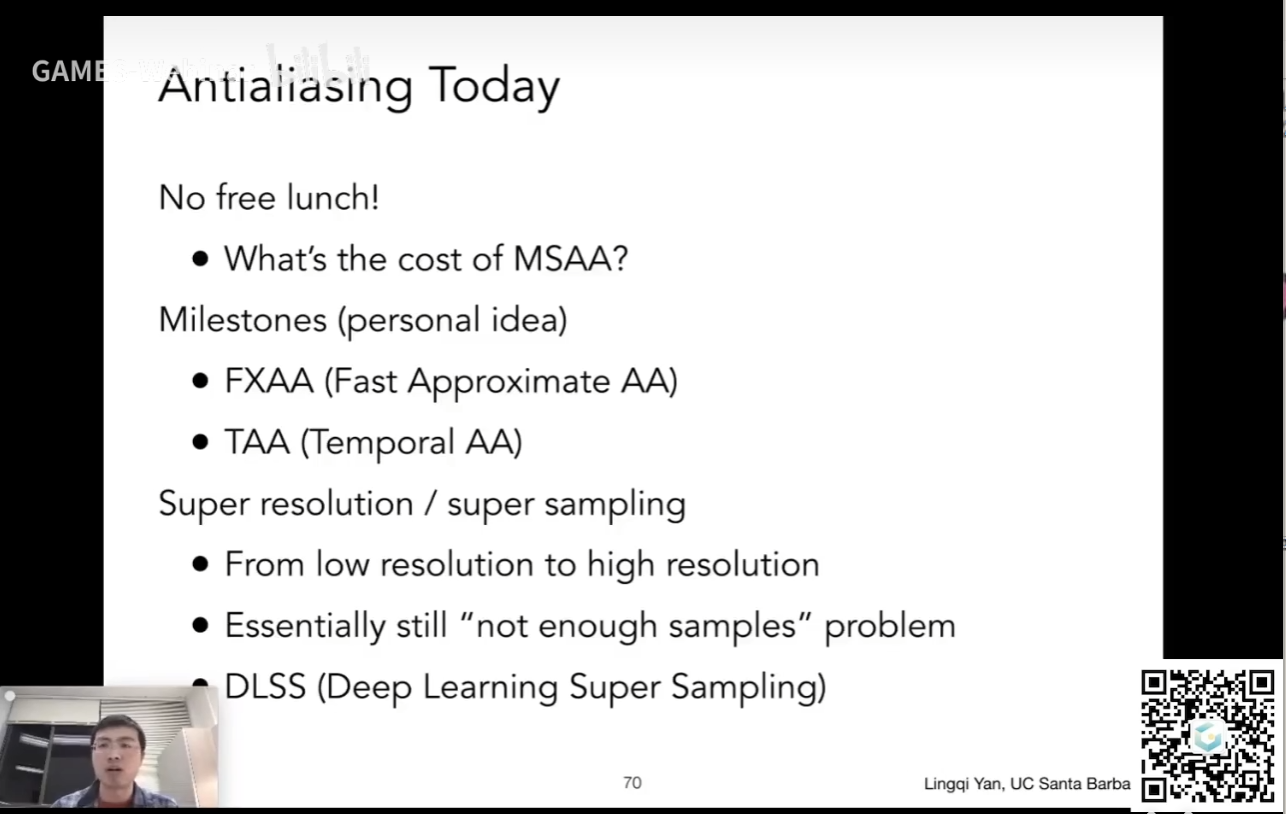 Antialiasing Today
No free lunch!
● What's the cost of MSAA?
Milestones (personal idea)
● FXAA (Fast Approximate AA)
● TAA (Temporal AA)
Super resolution / super sampling
● From low resolution to high resolution
● Essentially still “not enough samples” problem
● DLSS (Deep Learning Super Sampling)
70
Lingqi Yan, UC Santa Barba